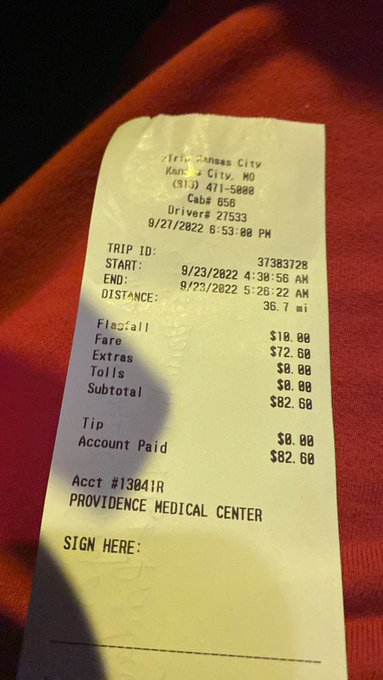 zTrip Kansas City
Kansas City, MO
(913) 471-5000
Cab# 656
Driver# 27533
9/27/2022 6:53:00 PM
TRIP ID: 37383728
START: 9/23/2022 4:30:56 AM
END: 9/23/2022 5:26:22 AM
DISTANCE: 36.7 mi
Flagfall $10.00
Fare $72.60
Extras $0.00
Tolls $0.00
Subtotal $82.60
Tip $0.00
Account Paid $82.60
Acct #13041R
PROVIDENCE MEDICAL CENTER
SIGN HERE: